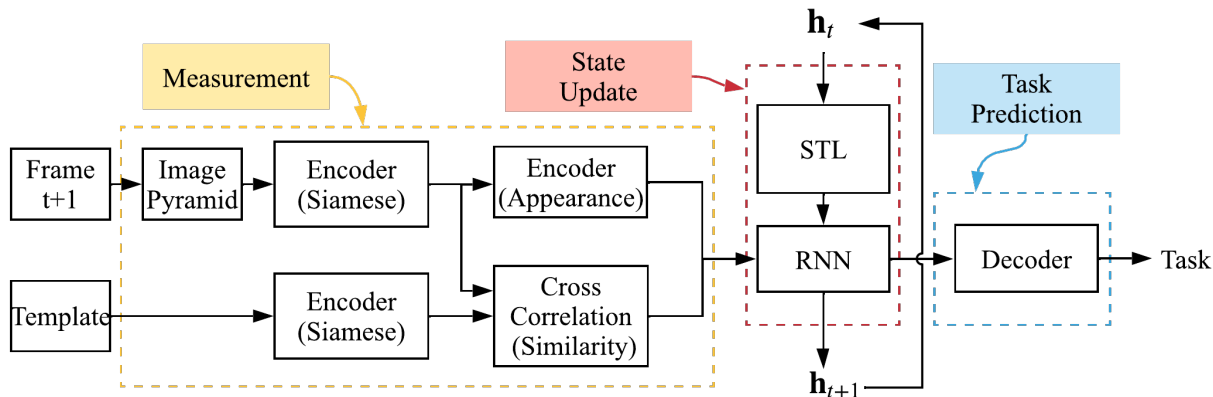 h_t
Measurement
State
Update
Task
Prediction
Frame
t+1
Image
Pyramid
Encoder
(Siamese)
Encoder
(Appearance)
STL
RNN
Decoder
Task
Template
Encoder
(Siamese)
Cross
Correlation
(Similarity)
h_{t+1}